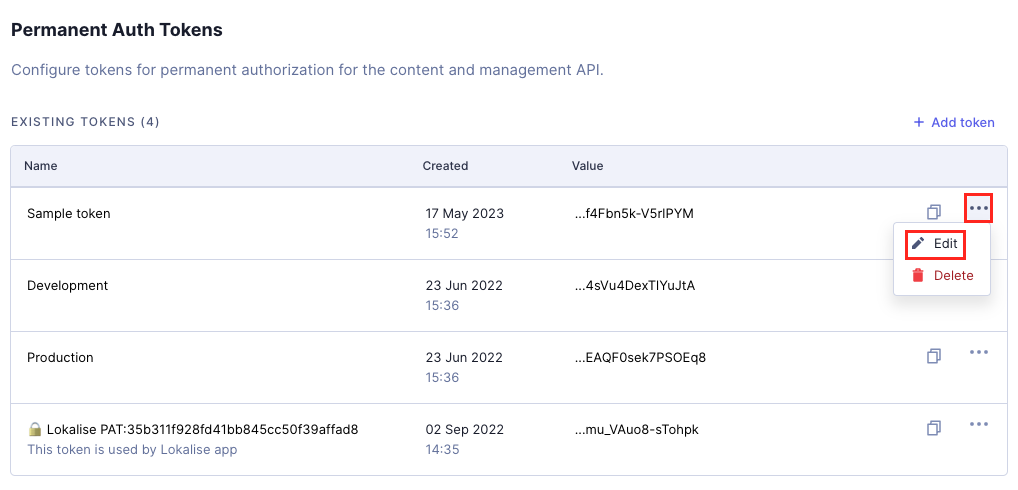 Permanent Auth Tokens
Configure tokens for permanent authorization for the content and management API.
EXISTING TOKENS (4)
+ Add token
Name Created Value
Sample token 17 May 2023 ...f4Fbn5k-V5rlPYM
15:52
Edit
Delete
Development 23 Jun 2022 ...4sVu4DexTlYuJtA
15:36
Production 23 Jun 2022 ...EAQF0sek7PSOEq8
15:36
Lokalise PAT:35b311f928fd41bb845cc50f39affad8 02 Sep 2022 ...mu_VAuo8-sTohpk
This token is used by Lokalise app 14:35